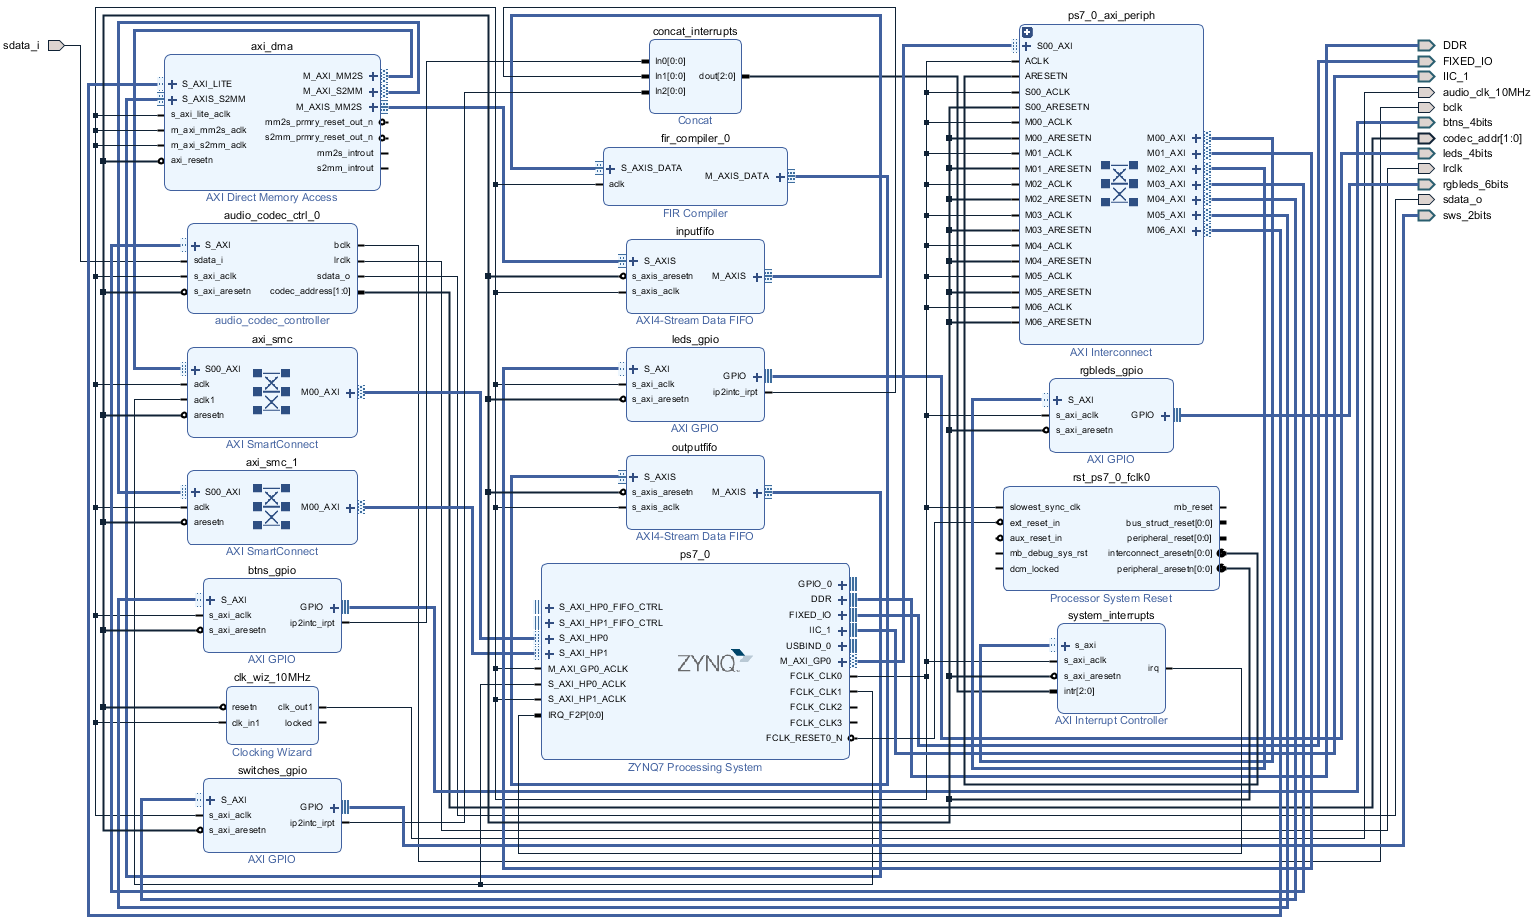 sdata_i
axi_dma
S_AXI_LITE
S_AXIS_S2MM
s_axi_lite_aclk
m_axi_mm2s_aclk
m_axi_s2mm_aclk
axi_resetn
M_AXI_MM2S
M_AXI_S2MM
M_AXIS_MM2S
mm2s_prmry_reset_out_n
s2mm_prmry_reset_out_n
mm2s_introut
s2mm_introut
AXI Direct Memory Access
audio_codec_ctrl_0
S_AXI
sdata_i
s_axi_aclk
s_axi_aresetn
bclk
lrclk
sdata_o
codec_address[1:0]
audio_codec_controller
axi_smc
S00_AXI
aclk
aclk1
aresetn
M00_AXI
AXI SmartConnect
axi_smc_1
S00_AXI
aclk
aresetn
M00_AXI
AXI SmartConnect
btns_gpio
S_AXI
s_axi_aclk
s_axi_aresetn
GPIO
ip2intc_irpt
AXI GPIO
clk_wiz_10MHz
resetn
clk_in1
clk_out1
locked
Clocking Wizard
switches_gpio
S_AXI
s_axi_aclk
s_axi_aresetn
GPIO
ip2intc_irpt
AXI GPIO
concat_interrupts
In0[0:0]
In1[0:0]
In2[0:0]
dout[2:0]
Concat
fir_compiler_0
S_AXIS_DATA
aclk
M_AXIS_DATA
FIR Compiler
inputfifo
S_AXIS
s_axis_aresetn
s_axis_aclk
M_AXIS
AXI4-Stream Data FIFO
leds_gpio
S_AXI
s_axi_aclk
s_axi_aresetn
GPIO
ip2intc_irpt
AXI GPIO
outputfifo
S_AXIS
s_axis_aresetn
s_axis_aclk
M_AXIS
AXI4-Stream Data FIFO
ps7_0
S_AXI_HP0_FIFO_CTRL
S_AXI_HP1_FIFO_CTRL
S_AXI_HP0
S_AXI_HP1
M_AXI_GP0_ACLK
S_AXI_HP0_ACLK
S_AXI_HP1_ACLK
IRQ_F2P[0:0]
ZYNQ
GPIO_0
DDR
FIXED_IO
IIC_1
USBIND_0
M_AXI_GP0
FCLK_CLK0
FCLK_CLK1
FCLK_CLK2
FCLK_CLK3
FCLK_RESET0_N
ZYNQ7 Processing System
ps7_0_axi_periph
S00_AXI
ACLK
ARESETN
S00_ACLK
S00_ARESETN
M00_ACLK
M00_ARESETN
M01_ACLK
M01_ARESETN
M02_ACLK
M02_ARESETN
M03_ACLK
M03_ARESETN
M04_ACLK
M04_ARESETN
M05_ACLK
M05_ARESETN
M06_ACLK
M06_ARESETN
M00_AXI
M01_AXI
M02_AXI
M03_AXI
M04_AXI
M05_AXI
M06_AXI
AXI Interconnect
rgbleds_gpio
S_AXI
s_axi_aclk
s_axi_aresetn
GPIO
AXI GPIO
rst_ps7_0_fclk0
slowest_sync_clk
ext_reset_in
aux_reset_in
mb_debug_sys_rst
dcm_locked
mb_reset
bus_struct_reset[0:0]
peripheral_reset[0:0]
interconnect_aresetn[0:0]
peripheral_aresetn[0:0]
Processor System Reset
system_interrupts
s_axi
s_axi_aclk
s_axi_aresetn
intr[2:0]
irq
AXI Interrupt Controller
DDR
FIXED_IO
IIC_1
audio_clk_10MHz
bclk
btns_4bits
codec_addr[1:0]
leds_4bits
lrclk
rgbleds_6bits
sdata_o
sws_2bits